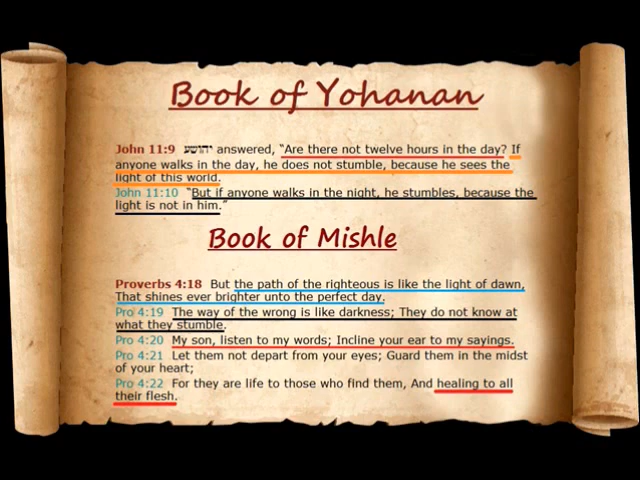 Book of Yohanan
John 11:9 יהושע answered, “Are there not twelve hours in the day? If
anyone walks in the day, he does not stumble, because he sees the
light of this world.
John 11:10 “But if anyone walks in the night, he stumbles, because the
light is not in him.”
Book of Mishle
Proverbs 4:18 But the path of the righteous is like the light of dawn,
That shines ever brighter unto the perfect day.
Pro 4:19 The way of the wrong is like darkness; They do not know at
what they stumble.
Pro 4:20 My son, listen to my words; Incline your ear to my sayings.
Pro 4:21 Let them not depart from your eyes; Guard them in the midst
of your heart;
Pro 4:22 For they are life to those who find them, And healing to all
their flesh.